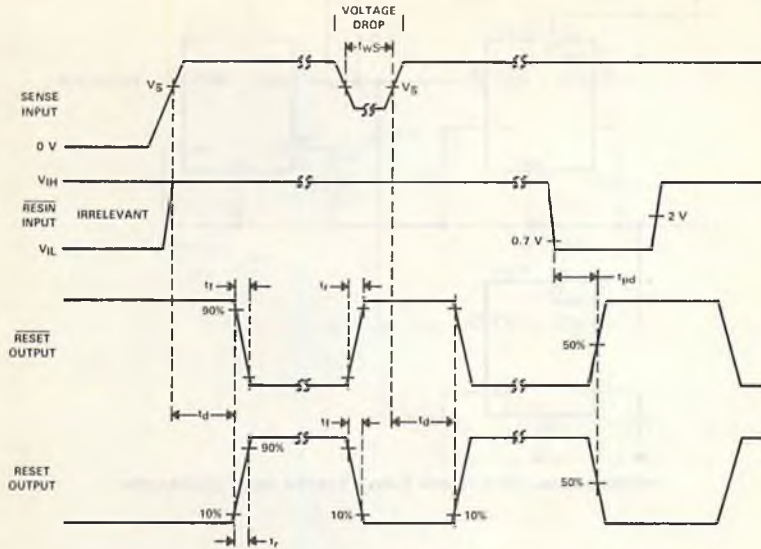 VOLTAGE
DROP
twS
VS
VS
SENSE
INPUT
0 V
VIH
RESIN
INPUT
IRRELEVANT
VIL
2 V
0.7 V
tf
tr
tpd
90%
RESET
OUTPUT
50%
td
tf
td
90%
RESET
OUTPUT
50%
10%
10%
10%
tr